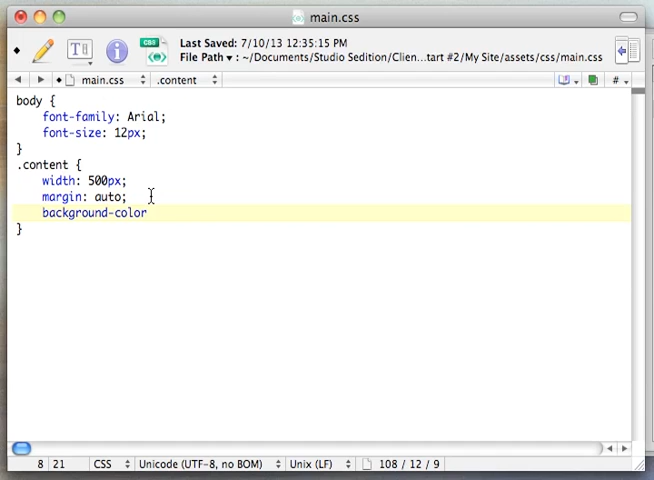 main.css
Last Saved: 7/10/13 12:35:15 PM
File Path ▾ : ~/Documents/Studio Sedition/Clien...tart #2/My Site/assets/css/main.css
CSS
T
main.css .content #
body {
font-family: Arial;
font-size: 12px;
}
.content {
width: 500px;
margin: auto;
background-color
}
8 21 CSS Unicode (UTF-8, no BOM) Unix (LF) 108 / 12 / 9